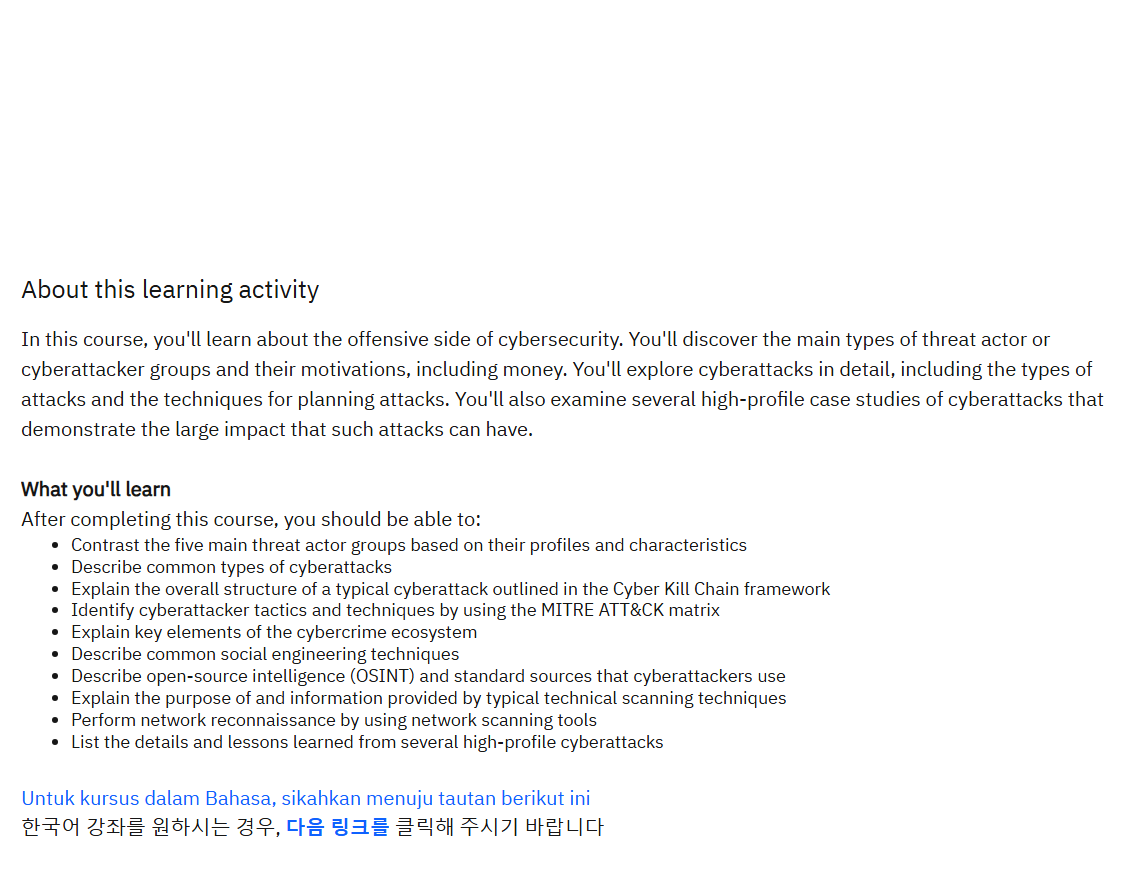 About this learning activity
In this course, you'll learn about the offensive side of cybersecurity. You'll discover the main types of threat actor or
cyberattacker groups and their motivations, including money. You'll explore cyberattacks in detail, including the types of
attacks and the techniques for planning attacks. You'll also examine several high-profile case studies of cyberattacks that
demonstrate the large impact that such attacks can have.
What you'll learn
After completing this course, you should be able to:
• Contrast the five main threat actor groups based on their profiles and characteristics
• Describe common types of cyberattacks
• Explain the overall structure of a typical cyberattack outlined in the Cyber Kill Chain framework
• Identify cyberattacker tactics and techniques by using the MITRE ATT&CK matrix
• Explain key elements of the cybercrime ecosystem
• Describe common social engineering techniques
• Describe open-source intelligence (OSINT) and standard sources that cyberattackers use
• Explain the purpose of and information provided by typical technical scanning techniques
• Perform network reconnaissance by using network scanning tools
• List the details and lessons learned from several high-profile cyberattacks
Untuk kursus dalam Bahasa, sikahkan menuju tautan berikut ini
한국어 강좌를 원하시는 경우, 다음 링크를 클릭해 주시기 바랍니다